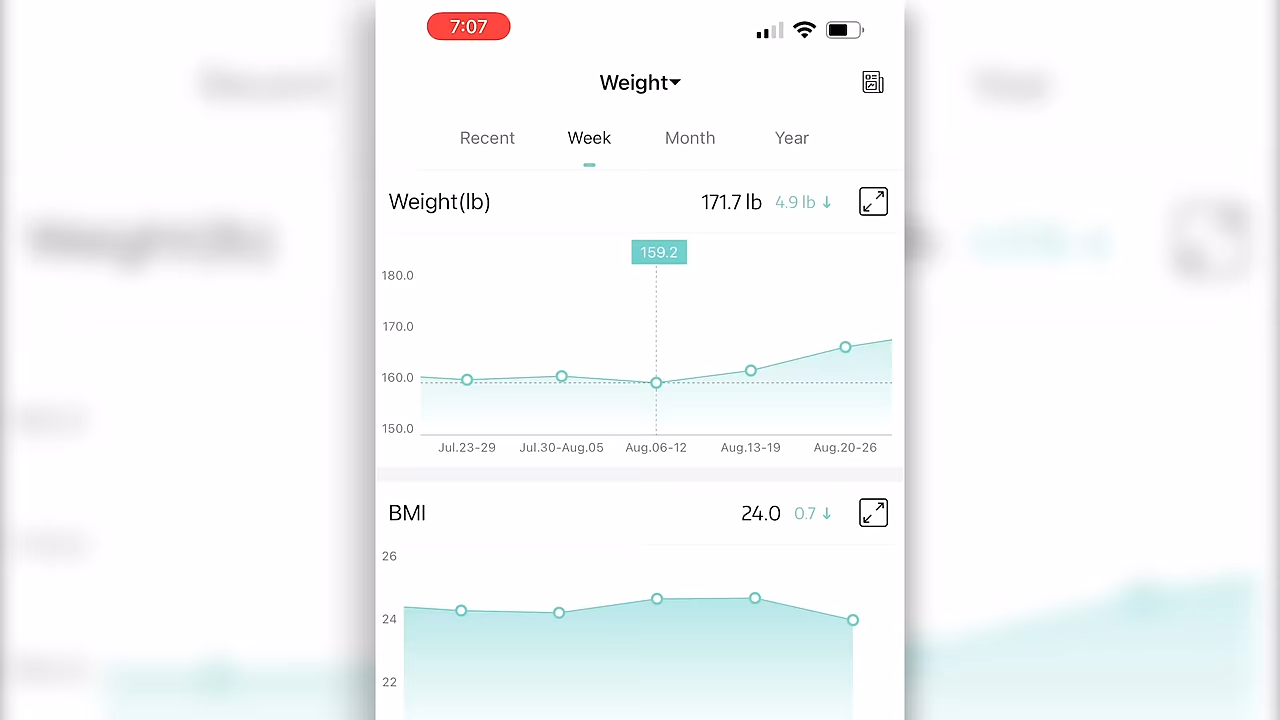 7:07
Weight
Recent Week Month Year
Weight(lb) 171.7 lb 4.9 lb ↓
159.2
180.0
170.0
160.0
150.0
Jul.23-29 Jul.30-Aug.05 Aug.06-12 Aug.13-19 Aug.20-26
BMI 24.0 0.7 ↓
26
24
22